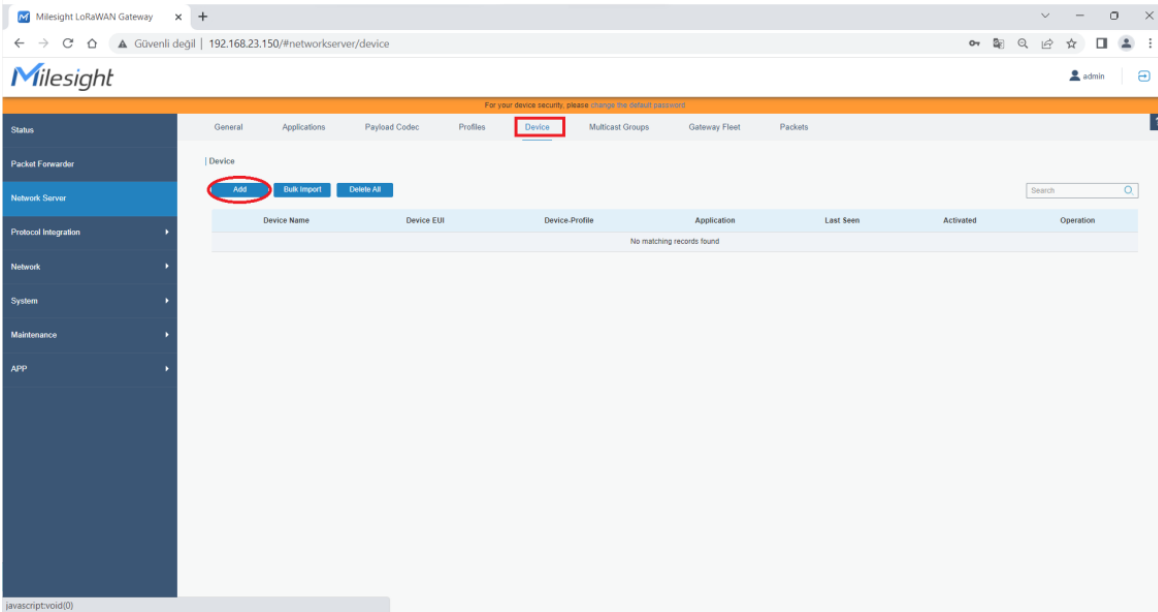 Milesight LoRaWAN Gateway
Güvenli değil | 192.168.23.150/#networkserver/device
Milesight
admin
For your device security, please change the default password
Status
General Applications Payload Codec Profiles Device Multicast Groups Gateway Fleet Packets
Packet Forwarder
| Device
Network Server
Add Bulk Import Delete All Search
Device Name Device EUI Device-Profile Application Last Seen Activated Operation
Protocol Integration
No matching records found
Network
System
Maintenance
APP
javascript:void(0)